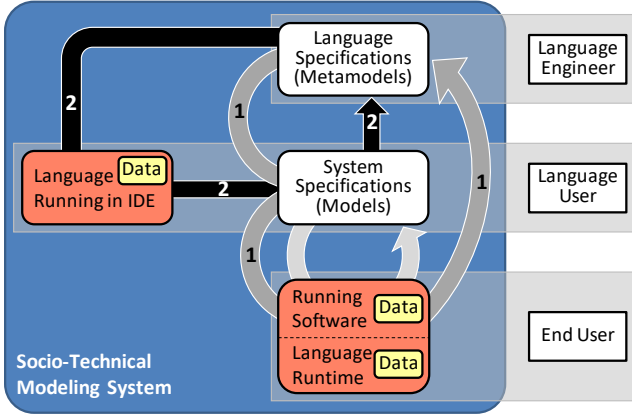 Language
Specifications
(Metamodels)
Language
Engineer
2
1
2
Language
Running in IDE
Data
2
System
Specifications
(Models)
1
Language
User
1
Running
Software
Data
Language
Runtime
Data
End User
Socio-Technical
Modeling System